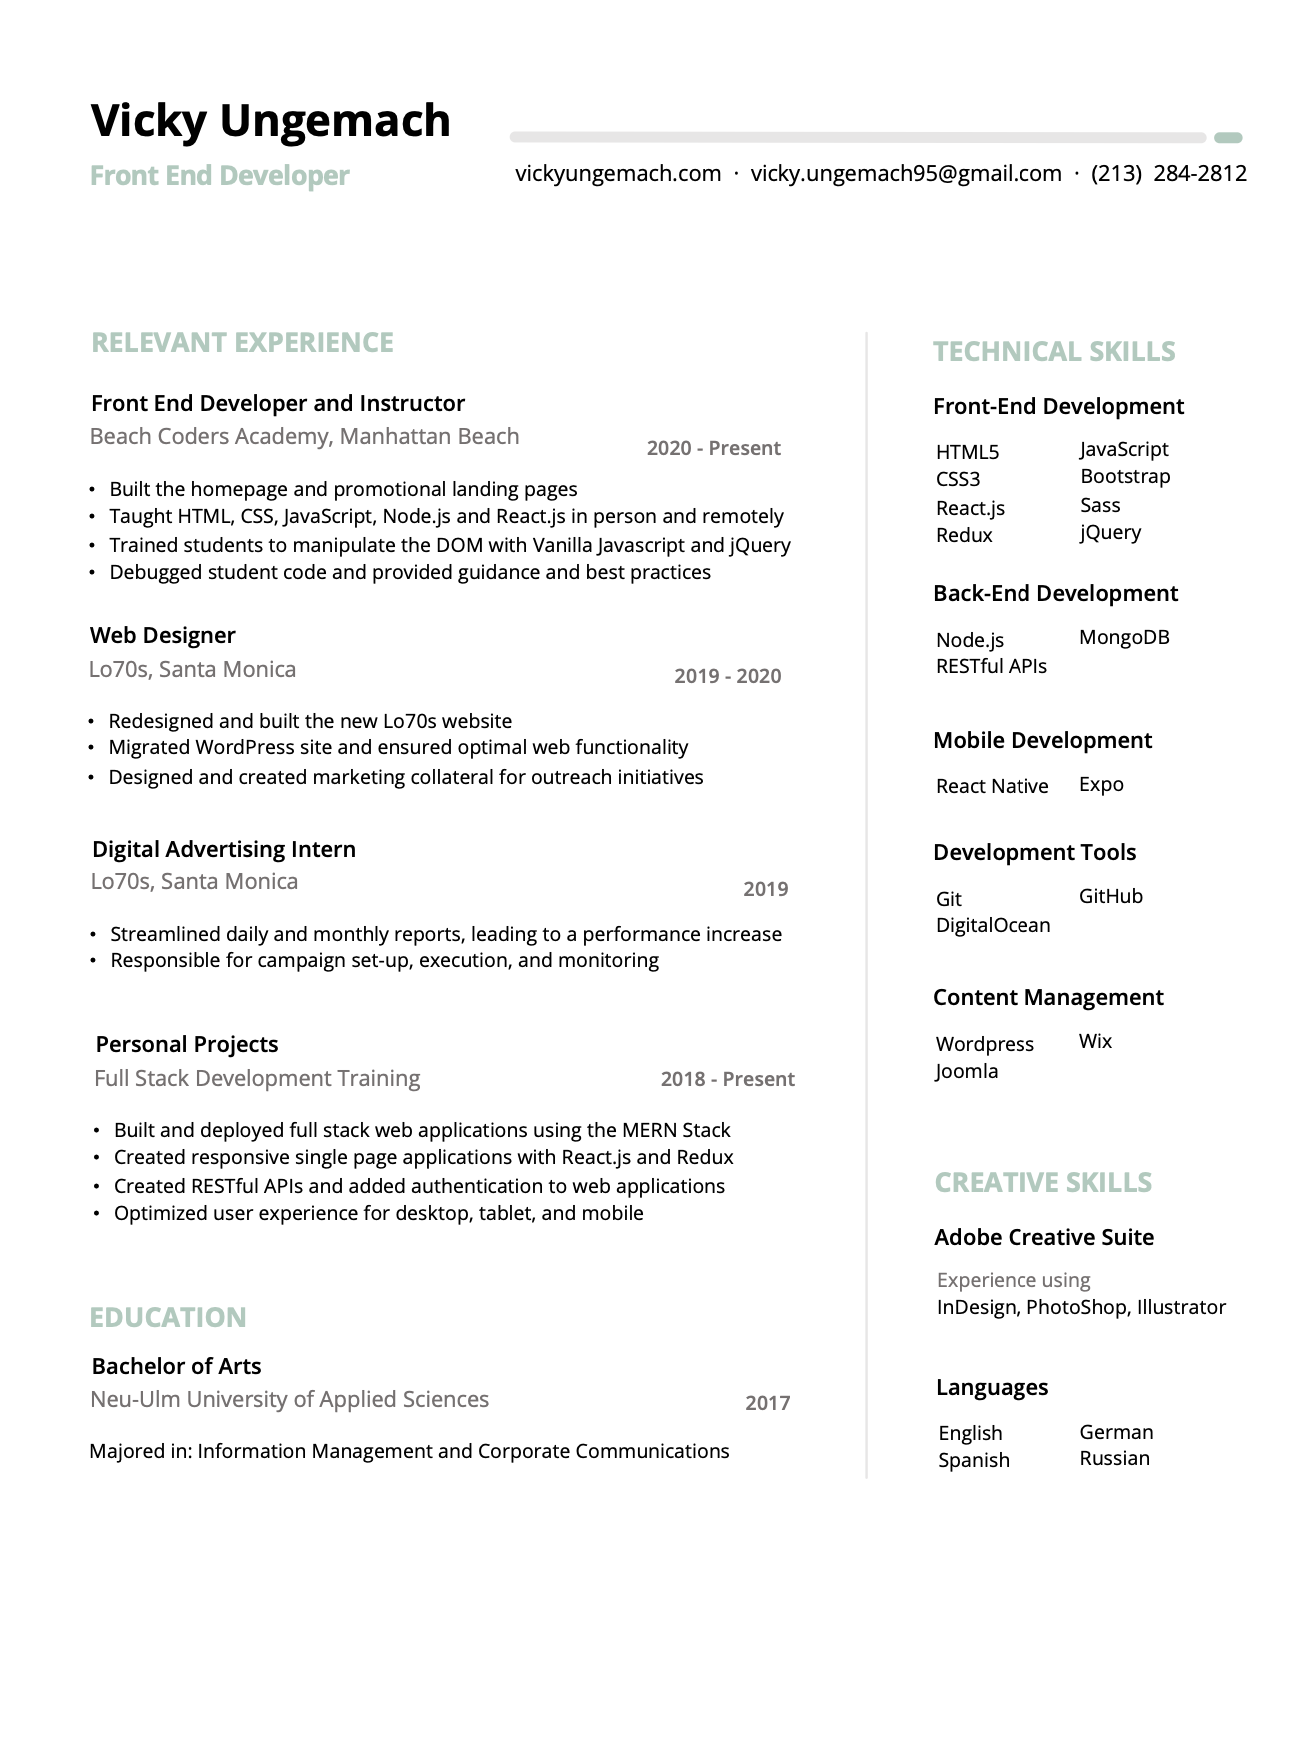 Vicky Ungemach
Front End Developer
vickyungemach.com · vicky.ungemach95@gmail.com · (213) 284-2812
RELEVANT EXPERIENCE
Front End Developer and Instructor
Beach Coders Academy, Manhattan Beach
2020 - Present
• Built the homepage and promotional landing pages
• Taught HTML, CSS, JavaScript, Node.js and React.js in person and remotely
• Trained students to manipulate the DOM with Vanilla Javascript and jQuery
• Debugged student code and provided guidance and best practices
Web Designer
Lo70s, Santa Monica
2019 - 2020
• Redesigned and built the new Lo70s website
• Migrated WordPress site and ensured optimal web functionality
• Designed and created marketing collateral for outreach initiatives
Digital Advertising Intern
Lo70s, Santa Monica
2019
• Streamlined daily and monthly reports, leading to a performance increase
• Responsible for campaign set-up, execution, and monitoring
Personal Projects
Full Stack Development Training
2018 - Present
• Built and deployed full stack web applications using the MERN Stack
• Created responsive single page applications with React.js and Redux
• Created RESTful APIs and added authentication to web applications
• Optimized user experience for desktop, tablet, and mobile
EDUCATION
Bachelor of Arts
Neu-Ulm University of Applied Sciences
2017
Majored in: Information Management and Corporate Communications
TECHNICAL SKILLS
Front-End Development
HTML5
CSS3
React.js
Redux
JavaScript
Bootstrap
Sass
jQuery
Back-End Development
Node.js
RESTful APIs
MongoDB
Mobile Development
React Native
Expo
Development Tools
Git
DigitalOcean
GitHub
Content Management
Wordpress
Joomla
Wix
CREATIVE SKILLS
Adobe Creative Suite
Experience using
InDesign, PhotoShop, Illustrator
Languages
English
Spanish
German
Russian